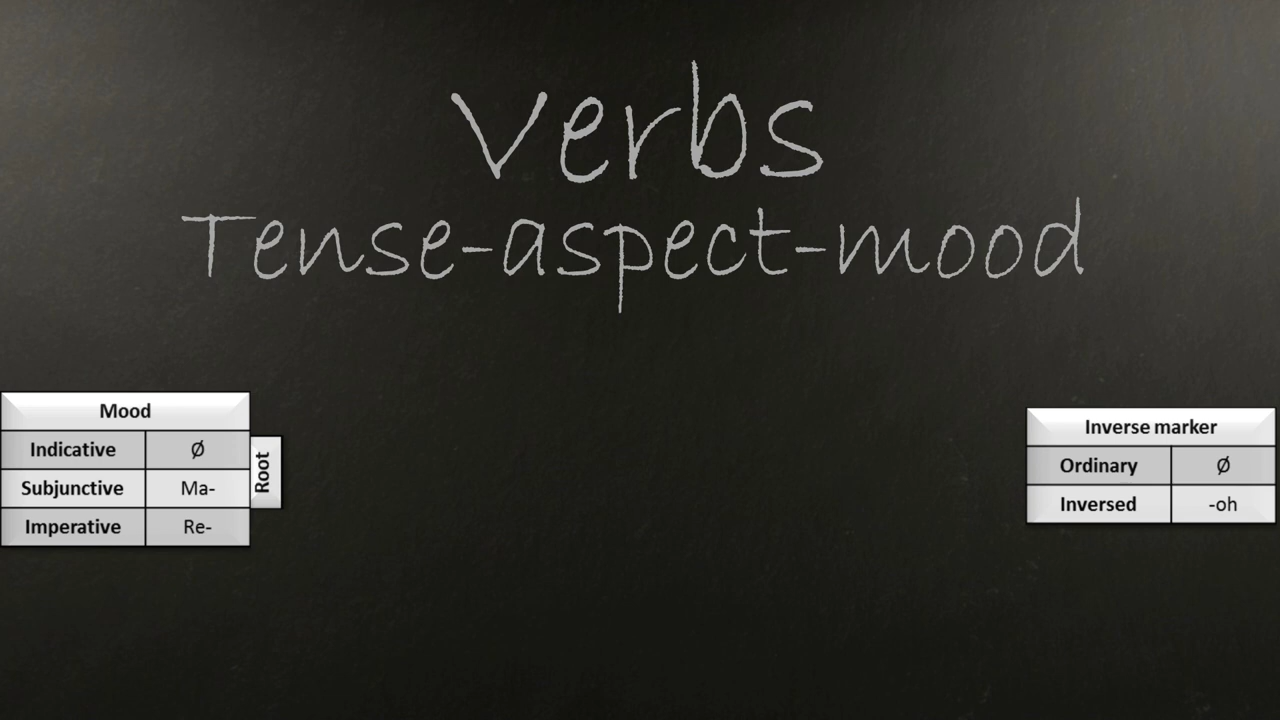 Verbs
Tense-aspect-mood
Mood
Indicative Ø
Subjunctive Ma-
Imperative Re-
Root
Inverse marker
Ordinary Ø
Inversed -oh